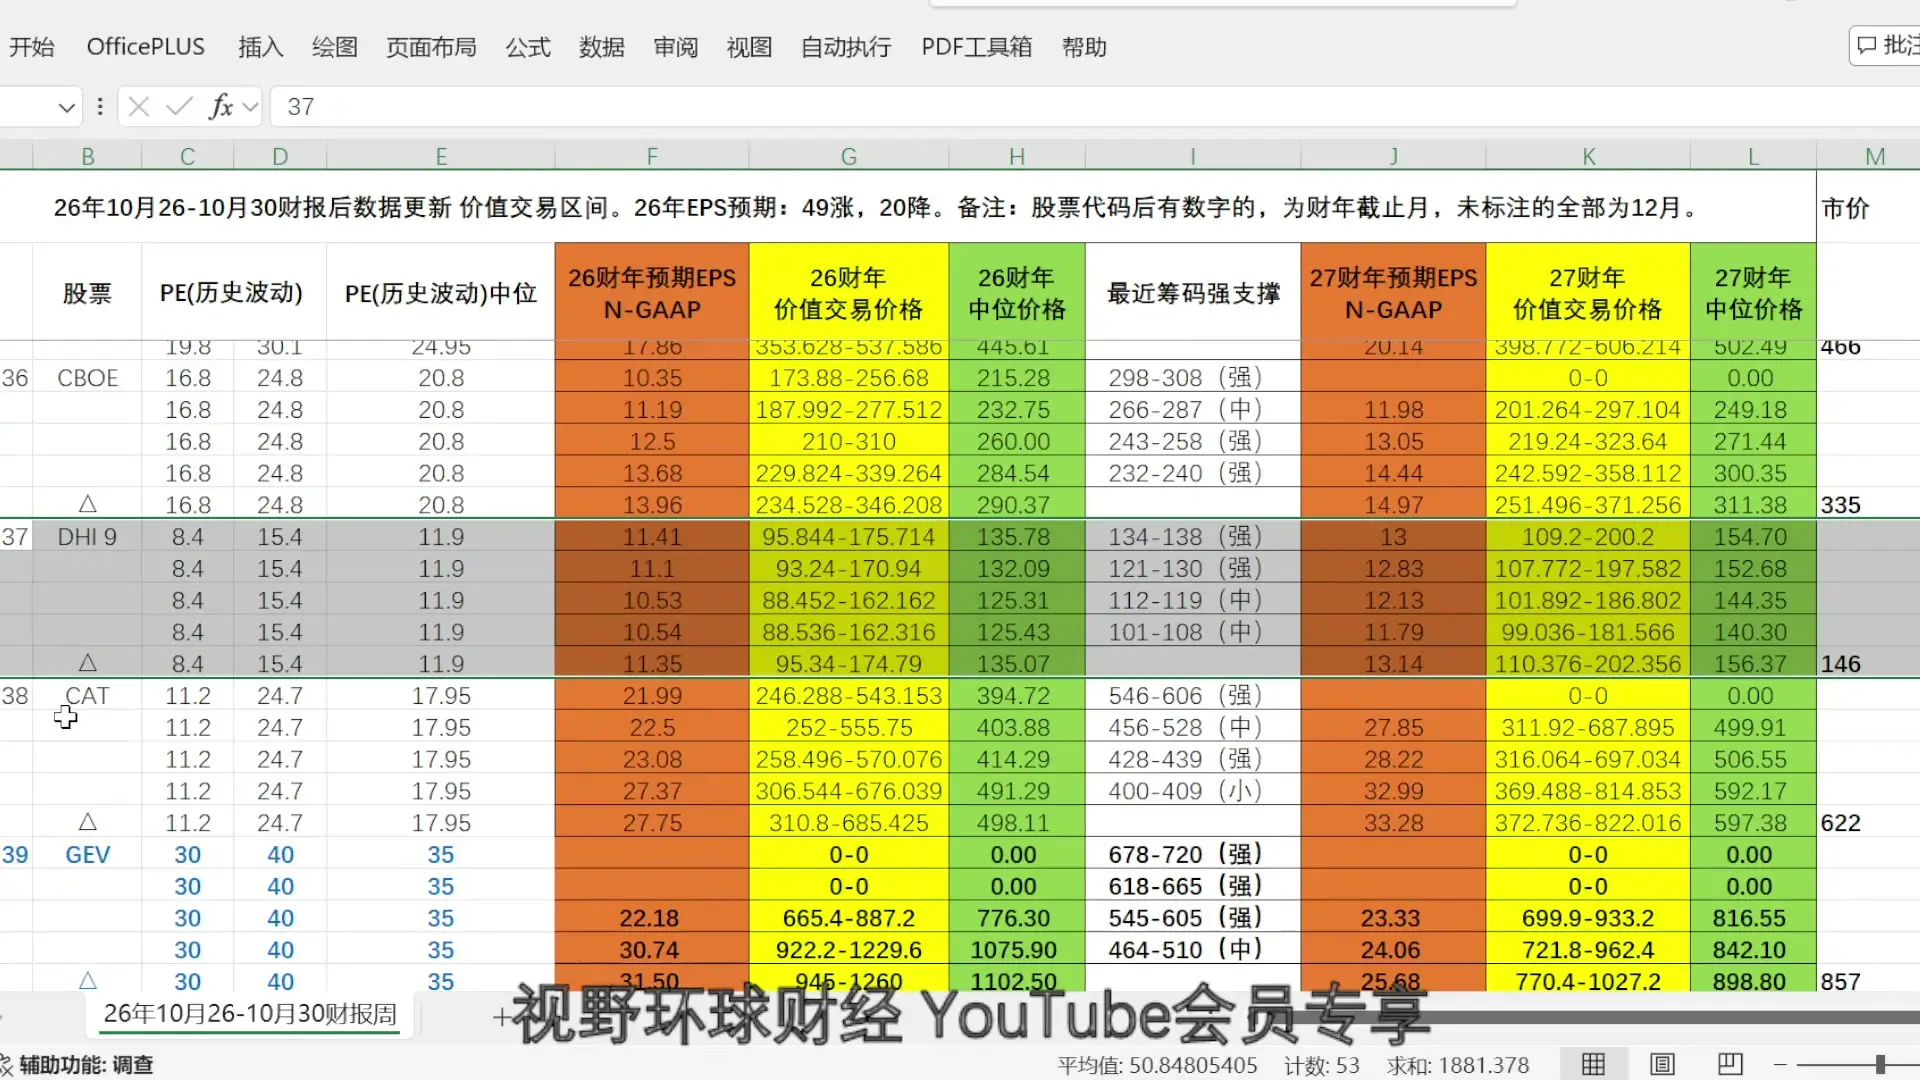 开始 OfficePLUS 插入 绘图 页面布局 公式 数据 审阅 视图 自动执行 PDF工具箱 帮助 批注
fx 37
B C D E F G H I J K L M
26年10月26-10月30财报后数据更新 价值交易区间。26年EPS预期：49涨，20降。备注：股票代码后有数字的，为财年截止月，未标注的全部为12月。 市价
股票 PE(历史波动) PE(历史波动)中位 26财年预期EPS N-GAAP 26财年 价值交易价格 26财年 中位价格 最近筹码强支撑 27财年预期EPS N-GAAP 27财年 价值交易价格 27财年 中位价格
19.8 30.1 24.95 17.86 353.628-537.586 445.61 20.14 398.772-606.214 502.49 466
36 CBOE 16.8 24.8 20.8 10.35 173.88-256.68 215.28 298-308（强） 0-0 0.00
16.8 24.8 20.8 11.19 187.992-277.512 232.75 266-287（中） 11.98 201.264-297.104 249.18
16.8 24.8 20.8 12.5 210-310 260.00 243-258（强） 13.05 219.24-323.64 271.44
16.8 24.8 20.8 13.68 229.824-339.264 284.54 232-240（强） 14.44 242.592-358.112 300.35
△ 16.8 24.8 20.8 13.96 234.528-346.208 290.37 14.97 251.496-371.256 311.38 335
37 DHI 9 8.4 15.4 11.9 11.41 95.844-175.714 135.78 134-138（强） 13 109.2-200.2 154.70
8.4 15.4 11.9 11.1 93.24-170.94 132.09 121-130（强） 12.83 107.772-197.582 152.68
8.4 15.4 11.9 10.53 88.452-162.162 125.31 112-119（中） 12.13 101.892-186.802 144.35
8.4 15.4 11.9 10.54 88.536-162.316 125.43 101-108（中） 11.79 99.036-181.566 140.30
△ 8.4 15.4 11.9 11.35 95.34-174.79 135.07 13.14 110.376-202.356 156.37 146
38 CAT 11.2 24.7 17.95 21.99 246.288-543.153 394.72 546-606（强） 0-0 0.00
11.2 24.7 17.95 22.5 252-555.75 403.88 456-528（中） 27.85 311.92-687.895 499.91
11.2 24.7 17.95 23.08 258.496-570.076 414.29 428-439（强） 28.22 316.064-697.034 506.55
11.2 24.7 17.95 27.37 306.544-676.039 491.29 400-409（小） 32.99 369.488-814.853 592.17
△ 11.2 24.7 17.95 27.75 310.8-685.425 498.11 33.28 372.736-822.016 597.38 622
39 GEV 30 40 35 0-0 0.00 678-720（强） 0-0 0.00
30 40 35 0-0 0.00 618-665（强） 0-0 0.00
30 40 35 22.18 665.4-887.2 776.30 545-605（强） 23.33 699.9-933.2 816.55
30 40 35 30.74 922.2-1229.6 1075.90 464-510（中） 24.06 721.8-962.4 842.10
△ 30 40 35 31.50 945-1260 1102.50 25.68 770.4-1027.2 898.80 857
26年10月26-10月30财报周 +
视野环球财经 YouTube会员专享
辅助功能: 调查 平均值: 50.84805405 计数: 53 求和: 1881.378